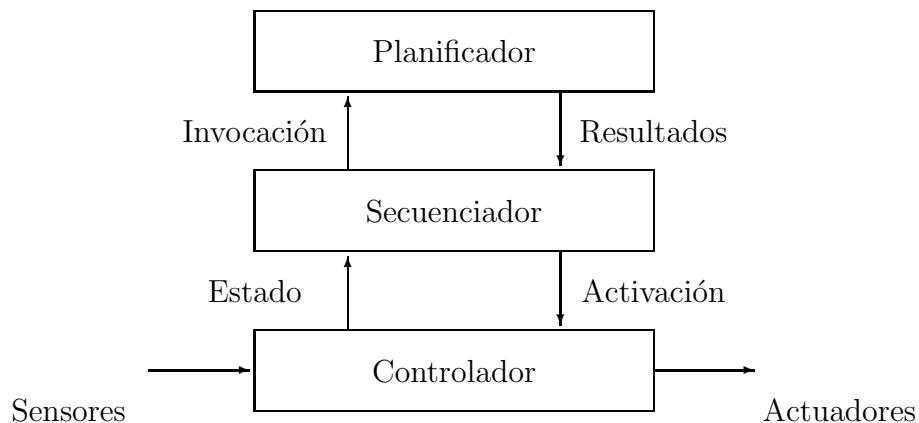 Planificador
Invocación
Resultados
Secuenciador
Estado
Activación
Controlador
Sensores
Actuadores